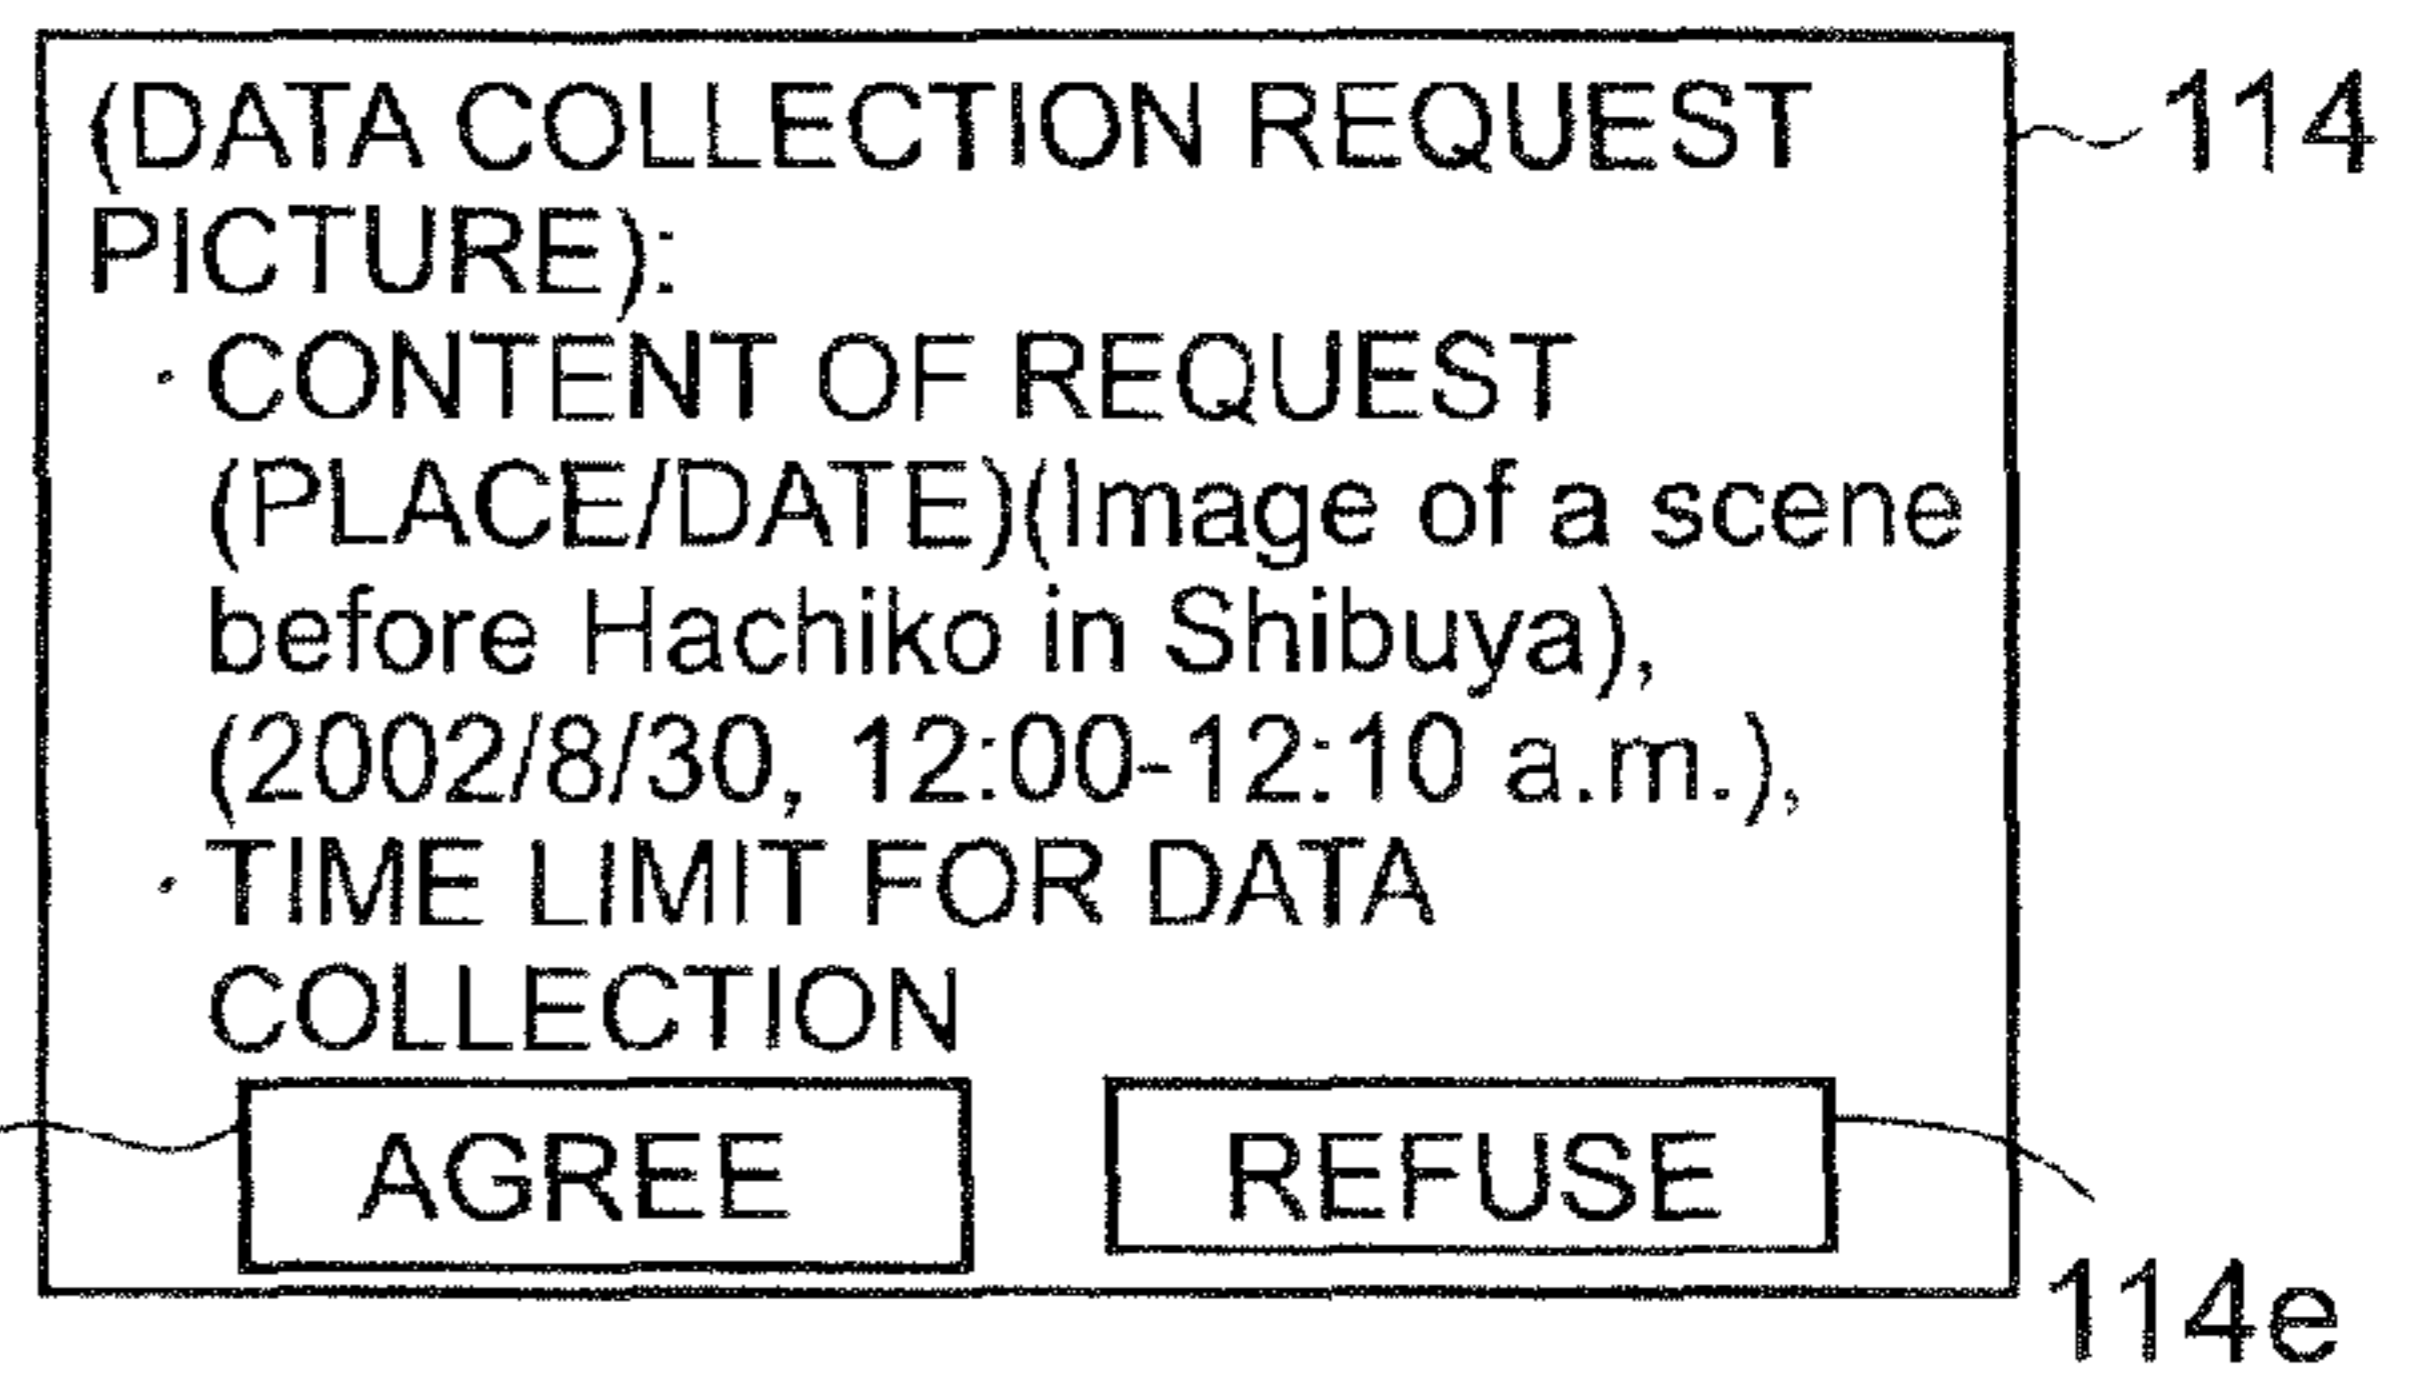 (DATA COLLECTION REQUEST 114
PICTURE):
· CONTENT OF REQUEST
(PLACE/DATE)(Image of a scene
before Hachiko in Shibuya),
(2002/8/30, 12:00-12:10 a.m.),
· TIME LIMIT FOR DATA
COLLECTION
AGREE REFUSE
114e